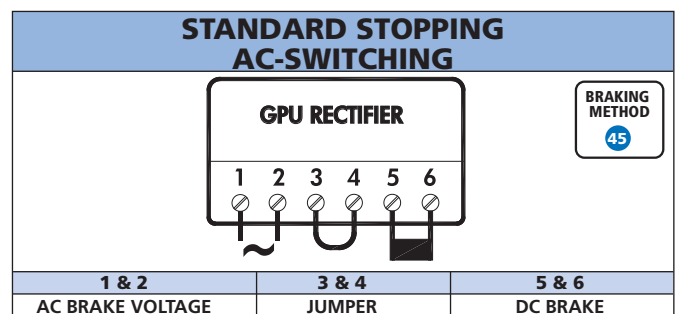 STANDARD STOPPING
AC-SWITCHING
GPU RECTIFIER
BRAKING
METHOD
45
1 2 3 4 5 6
1 & 2 3 & 4 5 & 6
AC BRAKE VOLTAGE JUMPER DC BRAKE